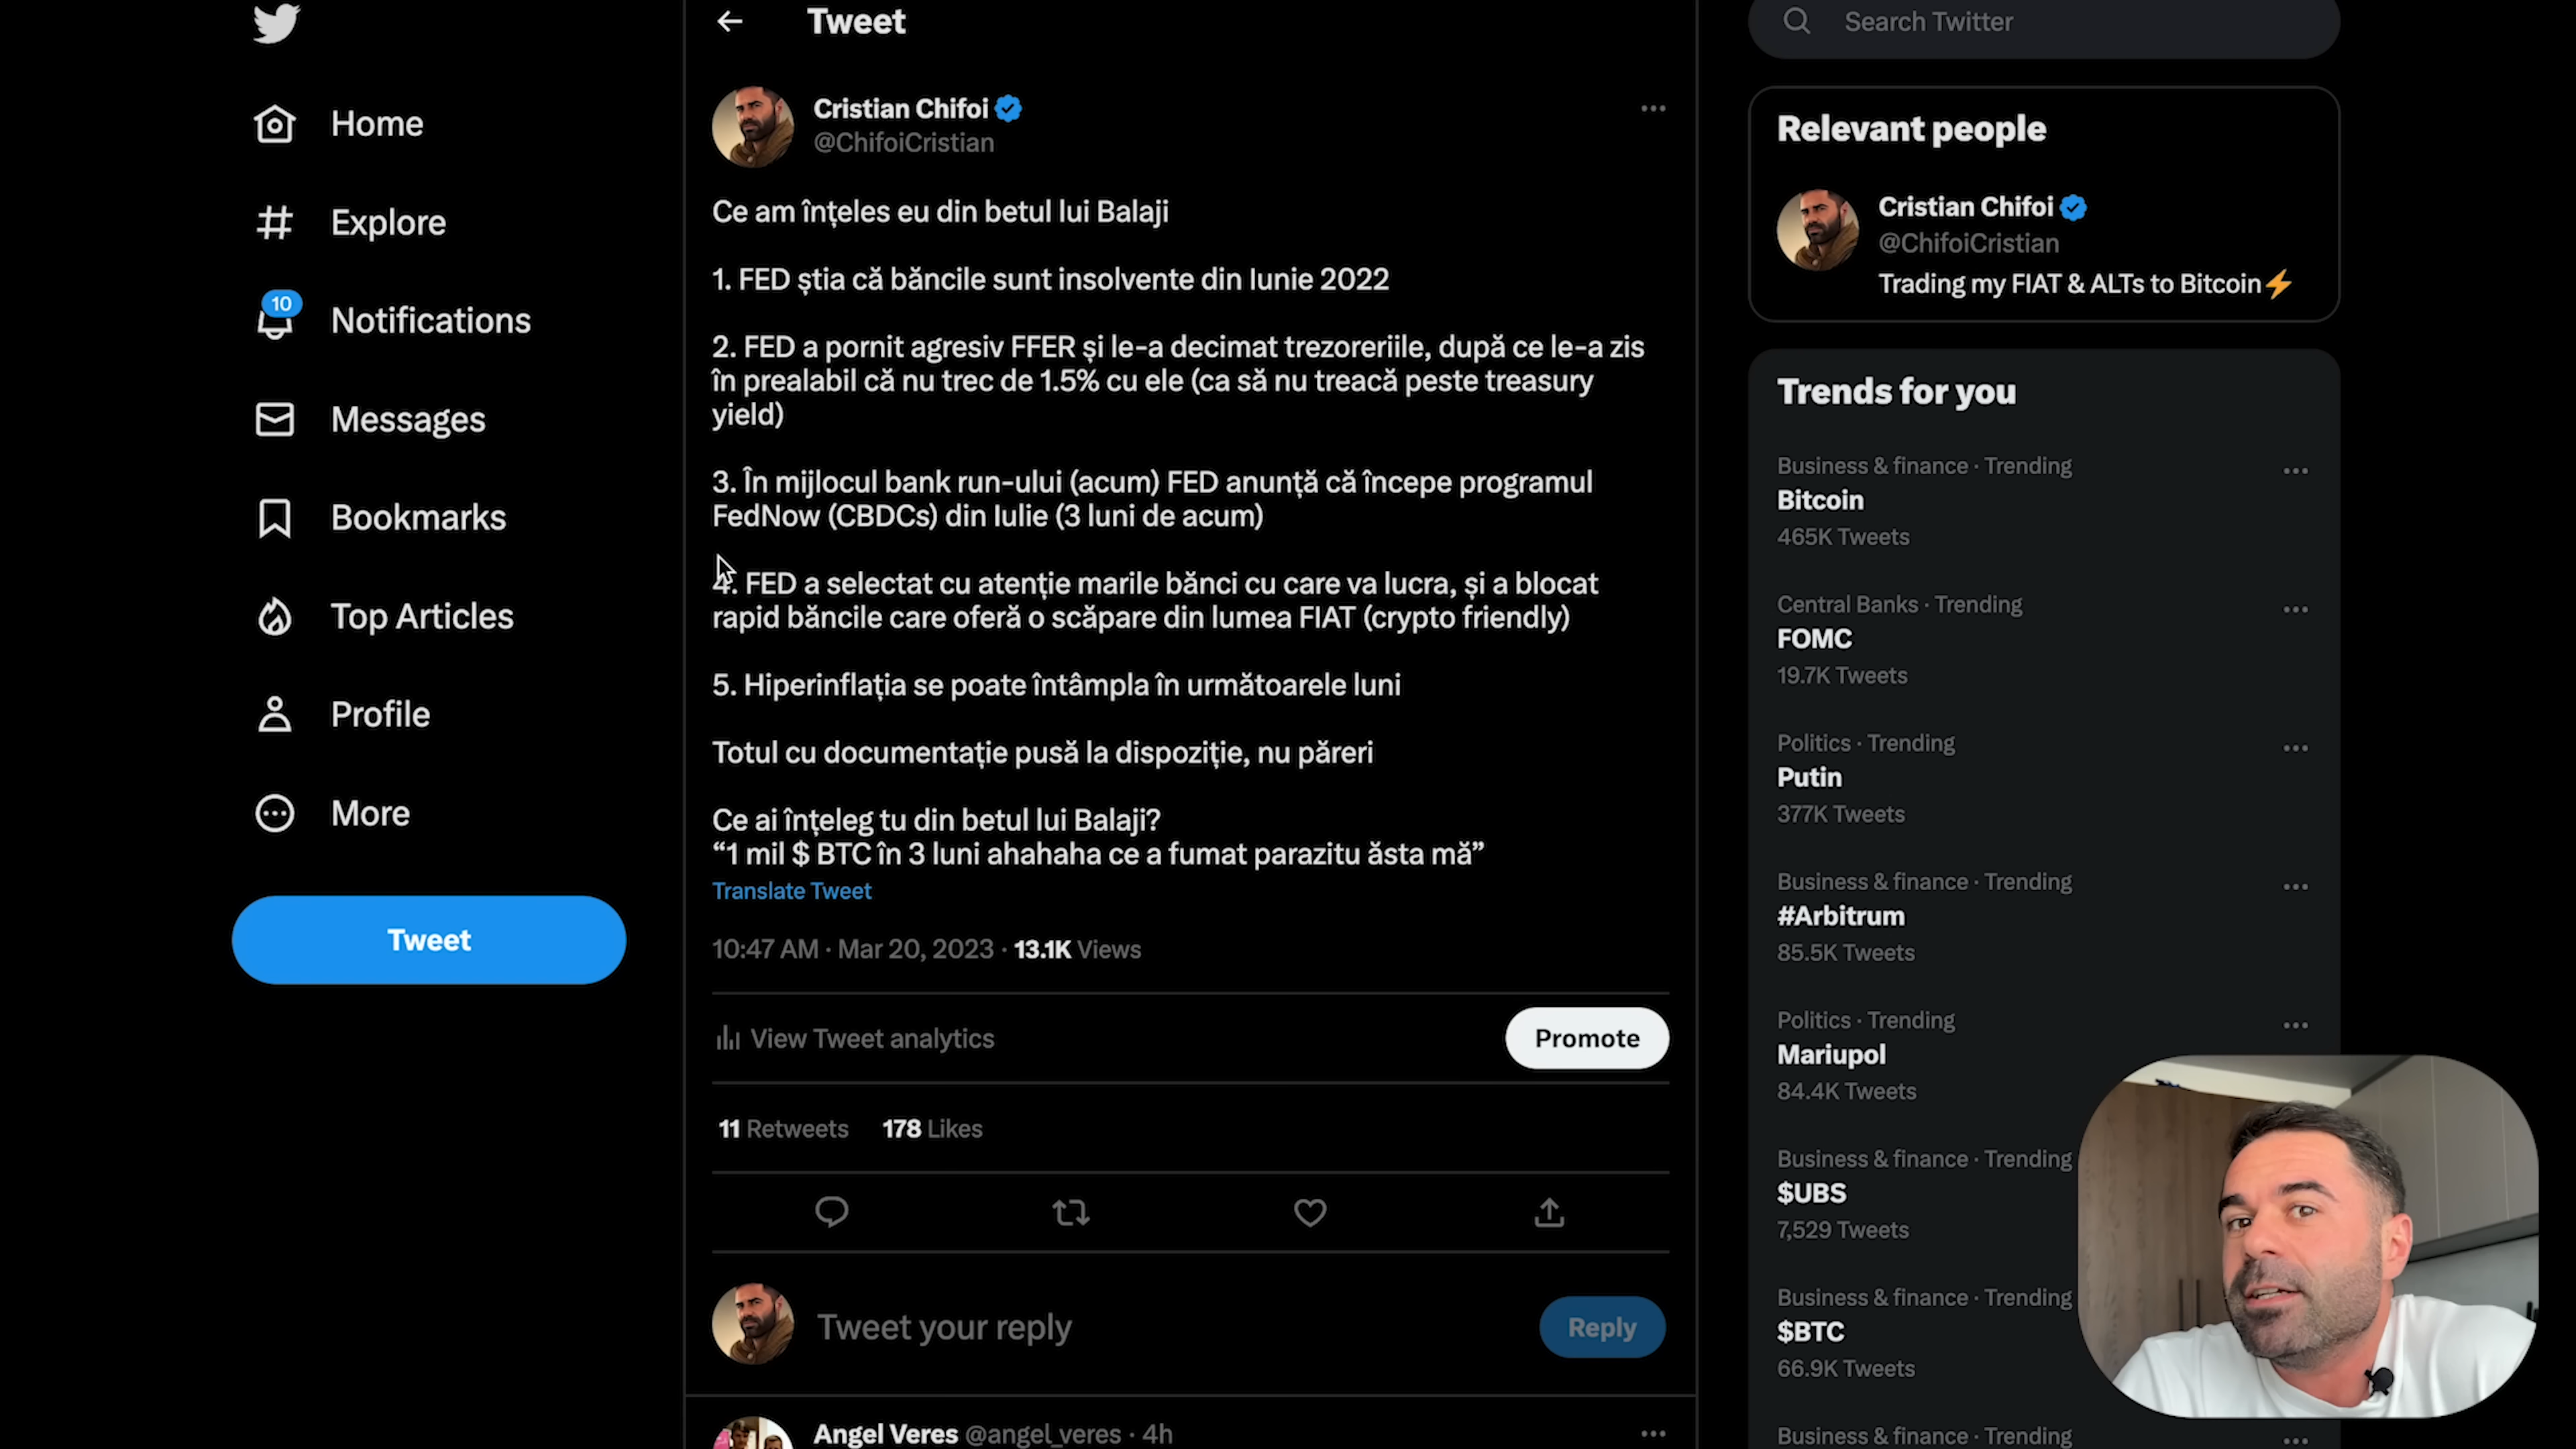 Home
Explore
10
Notifications
Messages
Bookmarks
Top Articles
Profile
More
Tweet
Tweet
Cristian Chifoi
@ChifoiCristian
Ce am înțeles eu din betul lui Balaji
1. FED știa că băncile sunt insolvente din Iunie 2022
2. FED a pornit agresiv FFER și le-a decimat trezoreriile, după ce le-a zis
în prealabil că nu trec de 1.5% cu ele (ca să nu treacă peste treasury
yield)
3. În mijlocul bank run-ului (acum) FED anunță că începe programul
FedNow (CBDCs) din Iulie (3 luni de acum)
4. FED a selectat cu atenție marile bănci cu care va lucra, și a blocat
rapid băncile care oferă o scăpare din lumea FIAT (crypto friendly)
5. Hiperinflația se poate întâmpla în următoarele luni
Totul cu documentație pusă la dispoziție, nu păreri
Ce ai înțeleg tu din betul lui Balaji?
“1 mil $ BTC în 3 luni ahahaha ce a fumat parazitu ăsta mă”
Translate Tweet
10:47 AM · Mar 20, 2023 · 13.1K Views
View Tweet analytics
Promote
11 Retweets 178 Likes
Tweet your reply
Reply
Angel Veres @angel_veres · 4h
Search Twitter
Relevant people
Cristian Chifoi
@ChifoiCristian
Trading my FIAT & ALTs to Bitcoin⚡
Trends for you
Business & finance · Trending
Bitcoin
465K Tweets
Central Banks · Trending
FOMC
19.7K Tweets
Politics · Trending
Putin
377K Tweets
Business & finance · Trending
#Arbitrum
85.5K Tweets
Politics · Trending
Mariupol
84.4K Tweets
Business & finance · Trending
$UBS
7,529 Tweets
Business & finance · Trending
$BTC
66.9K Tweets
Business & finance · Trending